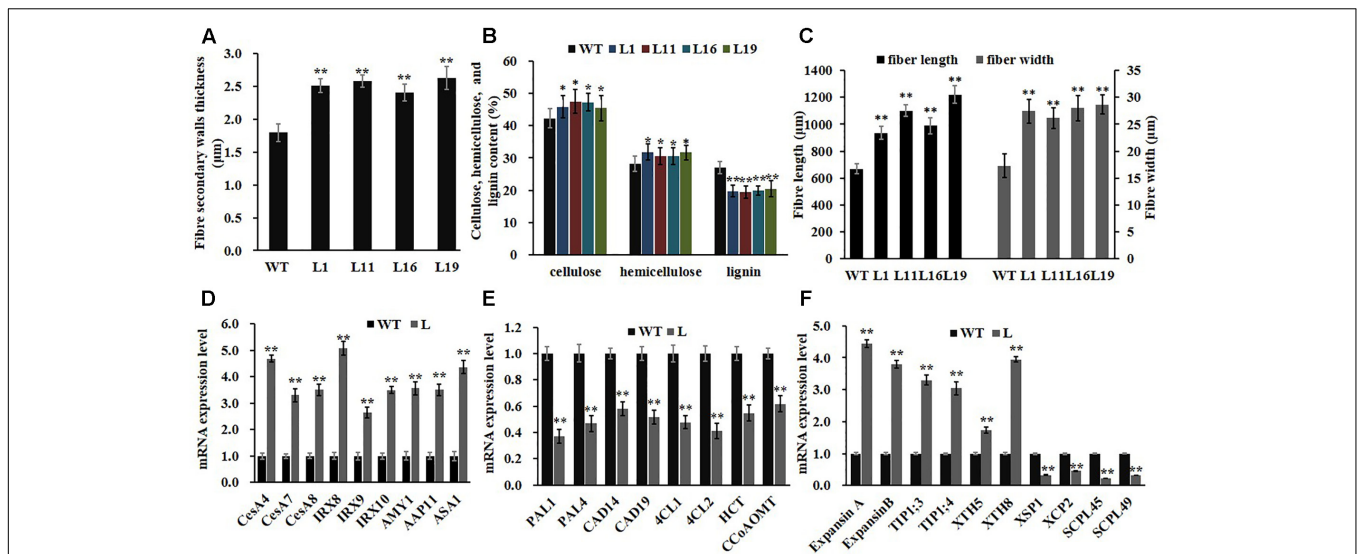 A
Fibre secondary walls thickness
(µm)
3.0
2.5
2.0
1.5
1.0
0.5
0.0
**
**
**
**
WT L1 L11 L16 L19
B
WT L1 L11 L16 L19
Cellulose, hemicellulose, and
lignin content (%)
60
50
40
30
20
10
0
* * * *
* * * *
** ** ** **
cellulose hemicellulose lignin
C
fiber length fiber width
Fibre length (µm)
1400
1200
1000
800
600
400
200
0
** ** ** **
** ** ** **
35
30
25
20
15
10
5
0
Fibre width (µm)
WT L1 L11 L16 L19 WT L1 L11 L16 L19
D
WT L
mRNA expression level
6.0
5.0
4.0
3.0
2.0
1.0
0.0
** ** ** ** ** ** ** ** **
CesA4 CesA7 CesA8 IRX8 IRX9 IRX10 AMY1 AAP11 ASA1
E
WT L
mRNA expression level
1.2
1.0
0.8
0.6
0.4
0.2
0.0
** ** ** ** ** ** ** **
PAL1 PAL4 CAD14 CAD19 4CL1 4CL2 HCT CCoAOMT
F
WT L
mRNA expression level
5.0
4.0
3.0
2.0
1.0
0.0
** ** ** ** ** ** ** ** ** **
Expansin A ExpansinB TIP1;3 TIP1;4 XTH5 XTH8 XSP1 XCP2 SCPL45 SCPL49